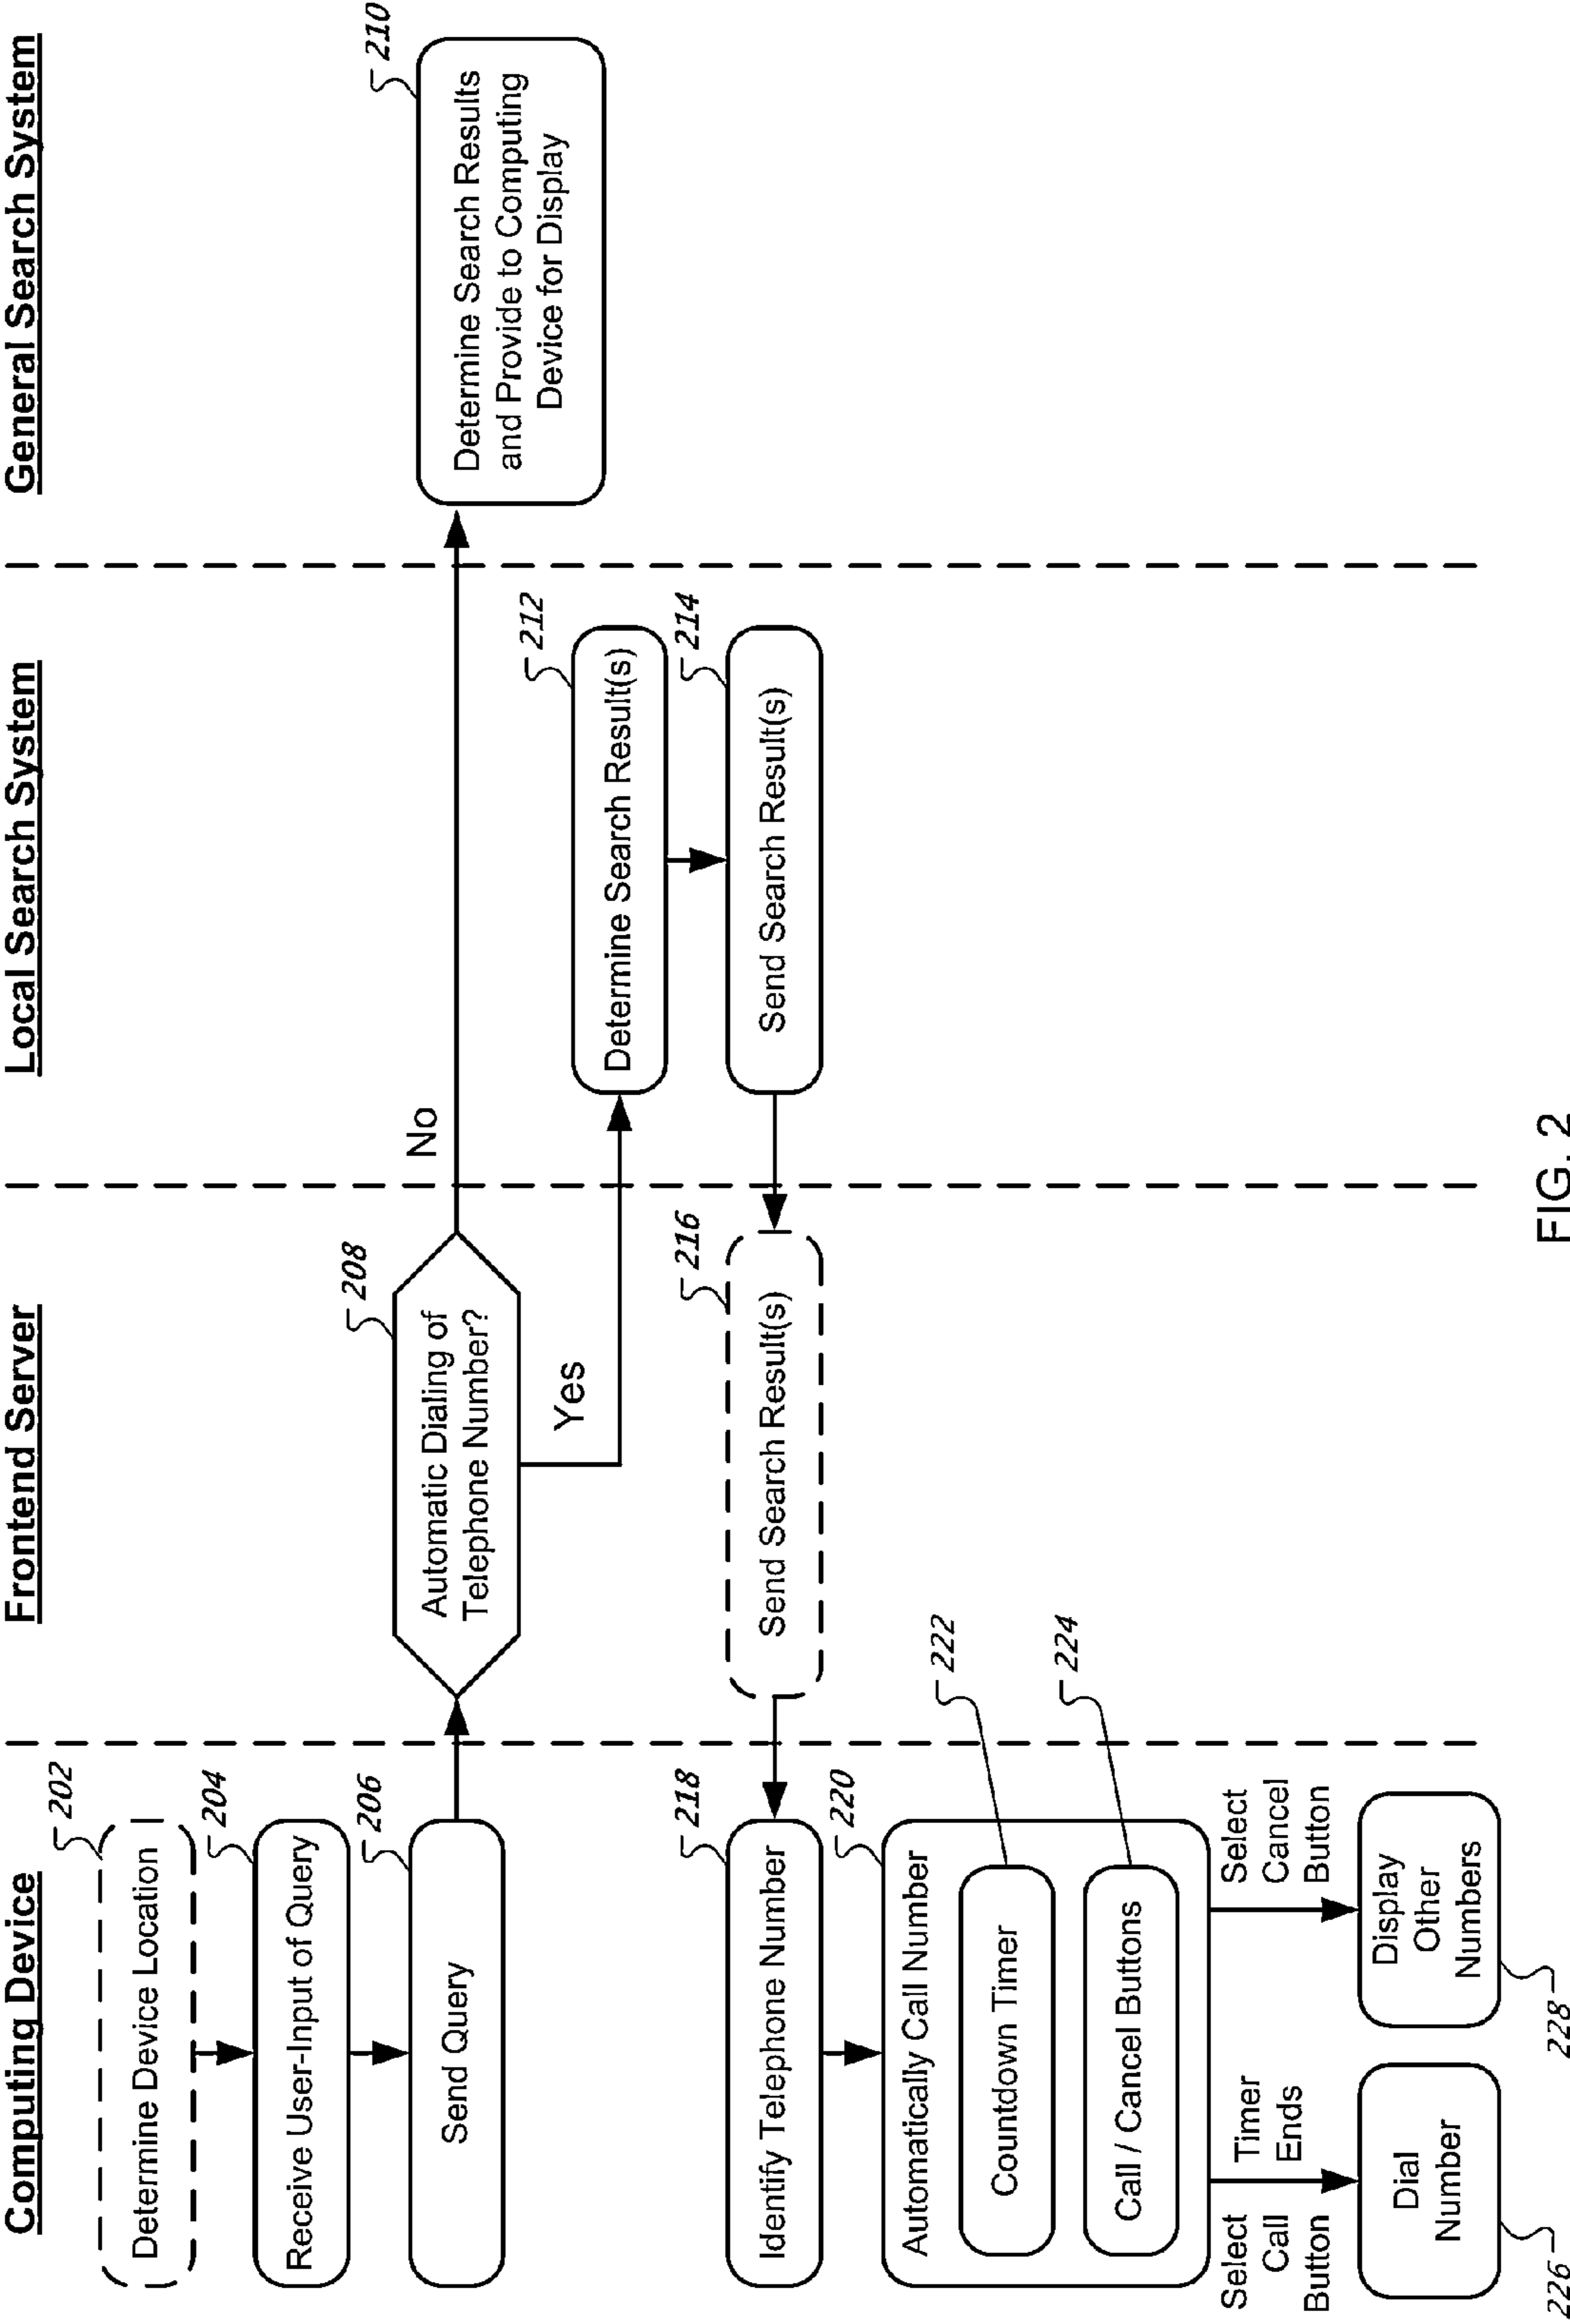 Computing Device
Frontend Server
Local Search System
General Search System
202
Determine Device Location
204
Receive User-Input of Query
206
Send Query
208
Automatic Dialing of
Telephone Number?
No
Yes
210
Determine Search Results
and Provide to Computing
Device for Display
212
Determine Search Result(s)
214
Send Search Result(s)
216
Send Search Result(s)
218
Identify Telephone Number
220
Automatically Call Number
222
Countdown Timer
224
Call / Cancel Buttons
Select
Call
Button
Timer
Ends
Select
Cancel
Button
Dial
Number
226
Display
Other
Numbers
228
FIG. 2